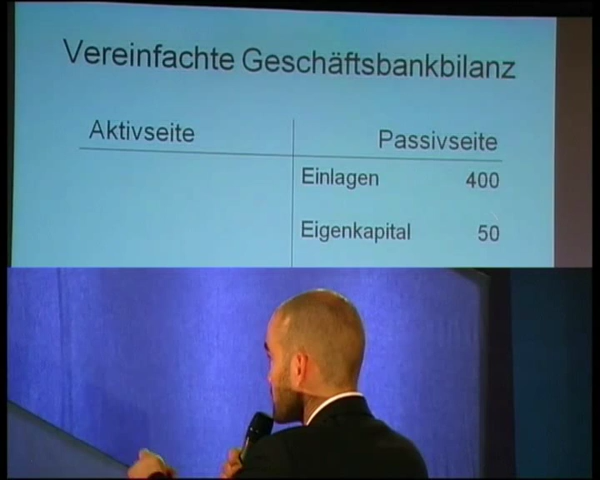 Vereinfachte Geschäftsbankbilanz
Aktivseite Passivseite
Einlagen 400
Eigenkapital 50